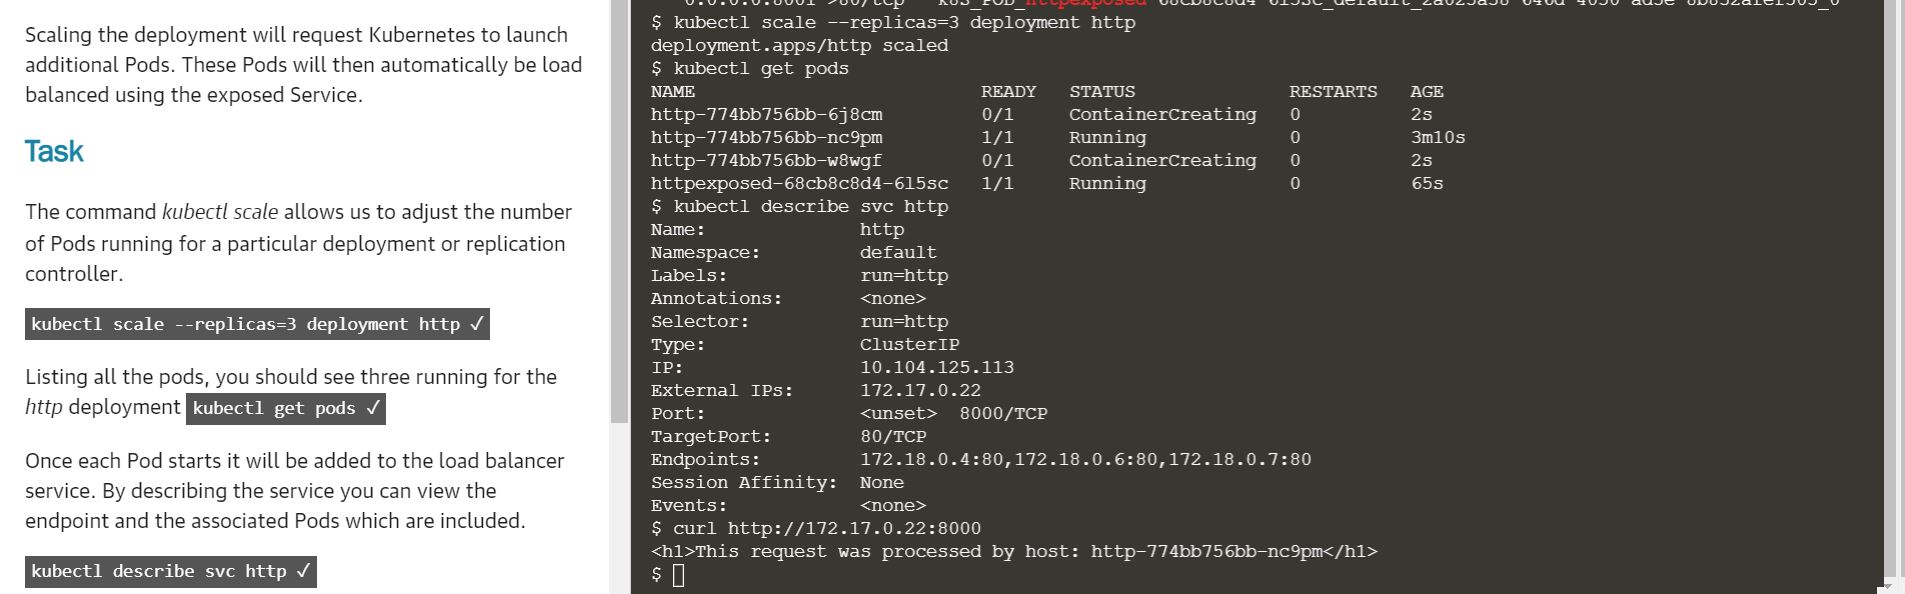 Scaling the deployment will request Kubernetes to launch
additional Pods. These Pods will then automatically be load
balanced using the exposed Service.
Task
The command kubectl scale allows us to adjust the number
of Pods running for a particular deployment or replication
controller.
kubectl scale --replicas=3 deployment http ✓
Listing all the pods, you should see three running for the
http deployment kubectl get pods ✓
Once each Pod starts it will be added to the load balancer
service. By describing the service you can view the
endpoint and the associated Pods which are included.
kubectl describe svc http ✓
$ kubectl scale --replicas=3 deployment http
deployment.apps/http scaled
$ kubectl get pods
NAME READY STATUS RESTARTS AGE
http-774bb756bb-6j8cm 0/1 ContainerCreating 0 2s
http-774bb756bb-nc9pm 1/1 Running 0 3m10s
http-774bb756bb-w8wgf 0/1 ContainerCreating 0 2s
httpexposed-68cb8c8d4-6l5sc 1/1 Running 0 65s
$ kubectl describe svc http
Name: http
Namespace: default
Labels: run=http
Annotations: <none>
Selector: run=http
Type: ClusterIP
IP: 10.104.125.113
External IPs: 172.17.0.22
Port: <unset> 8000/TCP
TargetPort: 80/TCP
Endpoints: 172.18.0.4:80,172.18.0.6:80,172.18.0.7:80
Session Affinity: None
Events: <none>
$ curl http://172.17.0.22:8000
<h1>This request was processed by host: http-774bb756bb-nc9pm</h1>
$